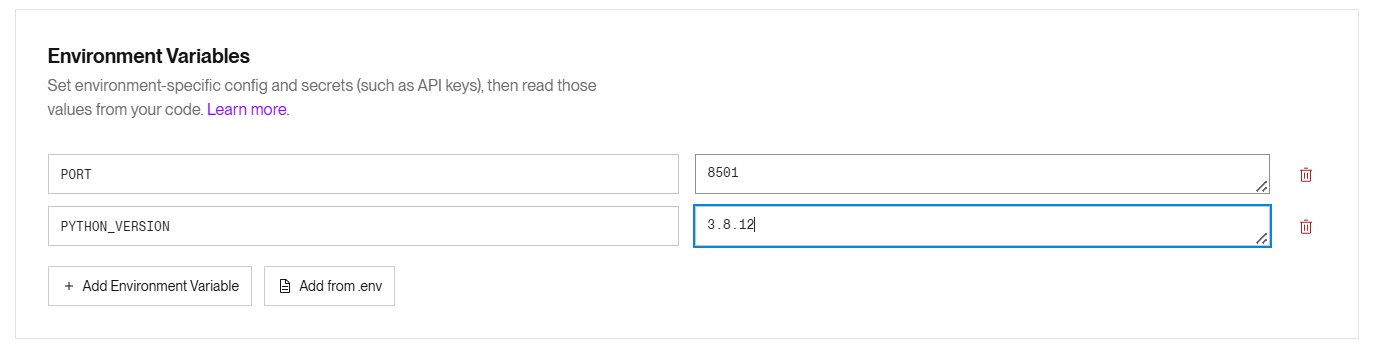 Environment Variables
Set environment-specific config and secrets (such as API keys), then read those
values from your code. Learn more.
PORT
8501
PYTHON_VERSION
3.8.12
+ Add Environment Variable
Add from .env